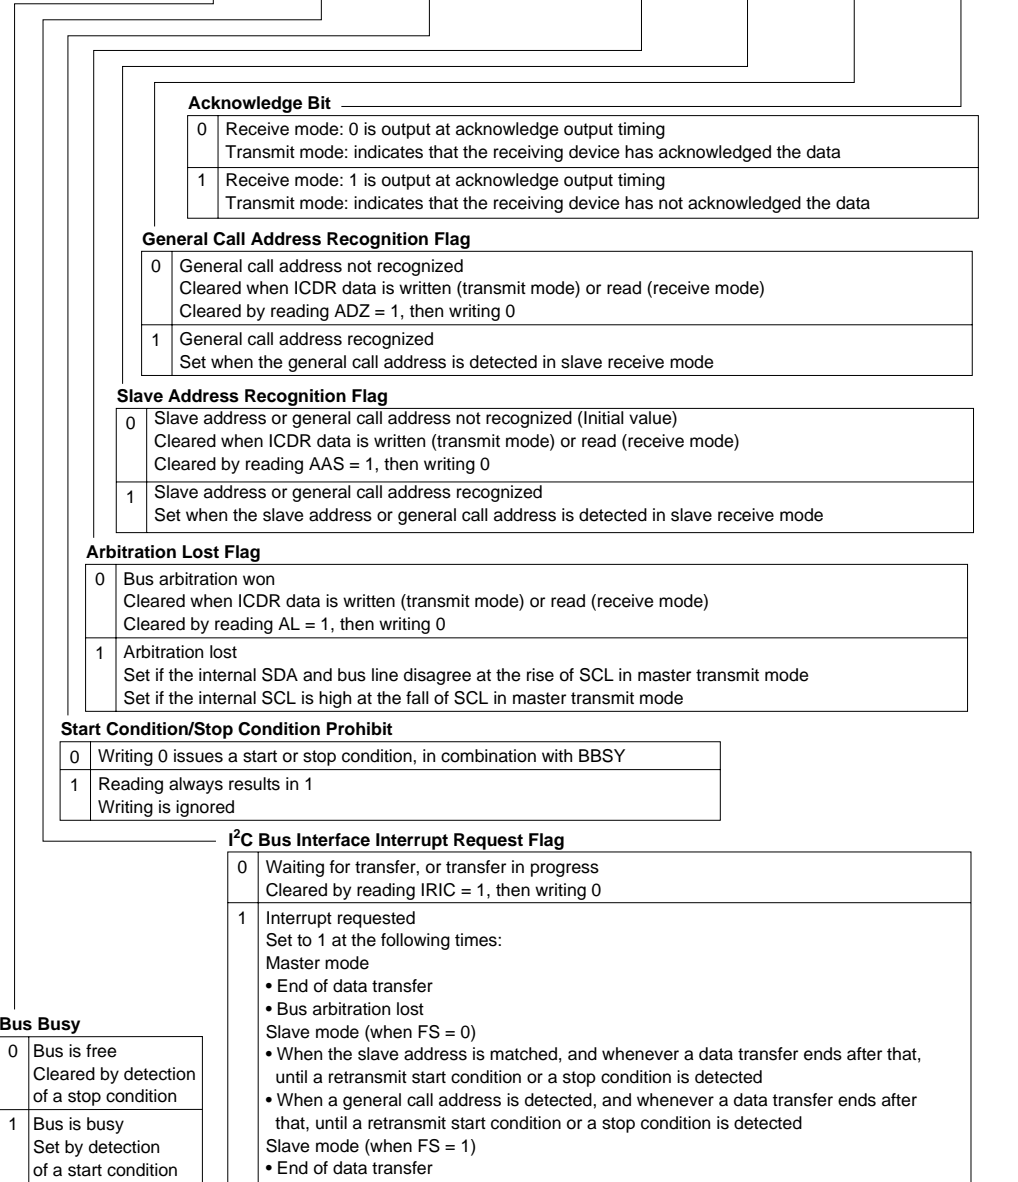 Acknowledge Bit
0 Receive mode: 0 is output at acknowledge output timing
Transmit mode: indicates that the receiving device has acknowledged the data
1 Receive mode: 1 is output at acknowledge output timing
Transmit mode: indicates that the receiving device has not acknowledged the data
General Call Address Recognition Flag
0 General call address not recognized
Cleared when ICDR data is written (transmit mode) or read (receive mode)
Cleared by reading ADZ = 1, then writing 0
1 General call address recognized
Set when the general call address is detected in slave receive mode
Slave Address Recognition Flag
0 Slave address or general call address not recognized (Initial value)
Cleared when ICDR data is written (transmit mode) or read (receive mode)
Cleared by reading AAS = 1, then writing 0
1 Slave address or general call address recognized
Set when the slave address or general call address is detected in slave receive mode
Arbitration Lost Flag
0 Bus arbitration won
Cleared when ICDR data is written (transmit mode) or read (receive mode)
Cleared by reading AL = 1, then writing 0
1 Arbitration lost
Set if the internal SDA and bus line disagree at the rise of SCL in master transmit mode
Set if the internal SCL is high at the fall of SCL in master transmit mode
Start Condition/Stop Condition Prohibit
0 Writing 0 issues a start or stop condition, in combination with BBSY
1 Reading always results in 1
Writing is ignored
I²C Bus Interface Interrupt Request Flag
0 Waiting for transfer, or transfer in progress
Cleared by reading IRIC = 1, then writing 0
1 Interrupt requested
Set to 1 at the following times:
Master mode
• End of data transfer
• Bus arbitration lost
Slave mode (when FS = 0)
• When the slave address is matched, and whenever a data transfer ends after that,
until a retransmit start condition or a stop condition is detected
• When a general call address is detected, and whenever a data transfer ends after
that, until a retransmit start condition or a stop condition is detected
Slave mode (when FS = 1)
• End of data transfer
Bus Busy
0 Bus is free
Cleared by detection
of a stop condition
1 Bus is busy
Set by detection
of a start condition